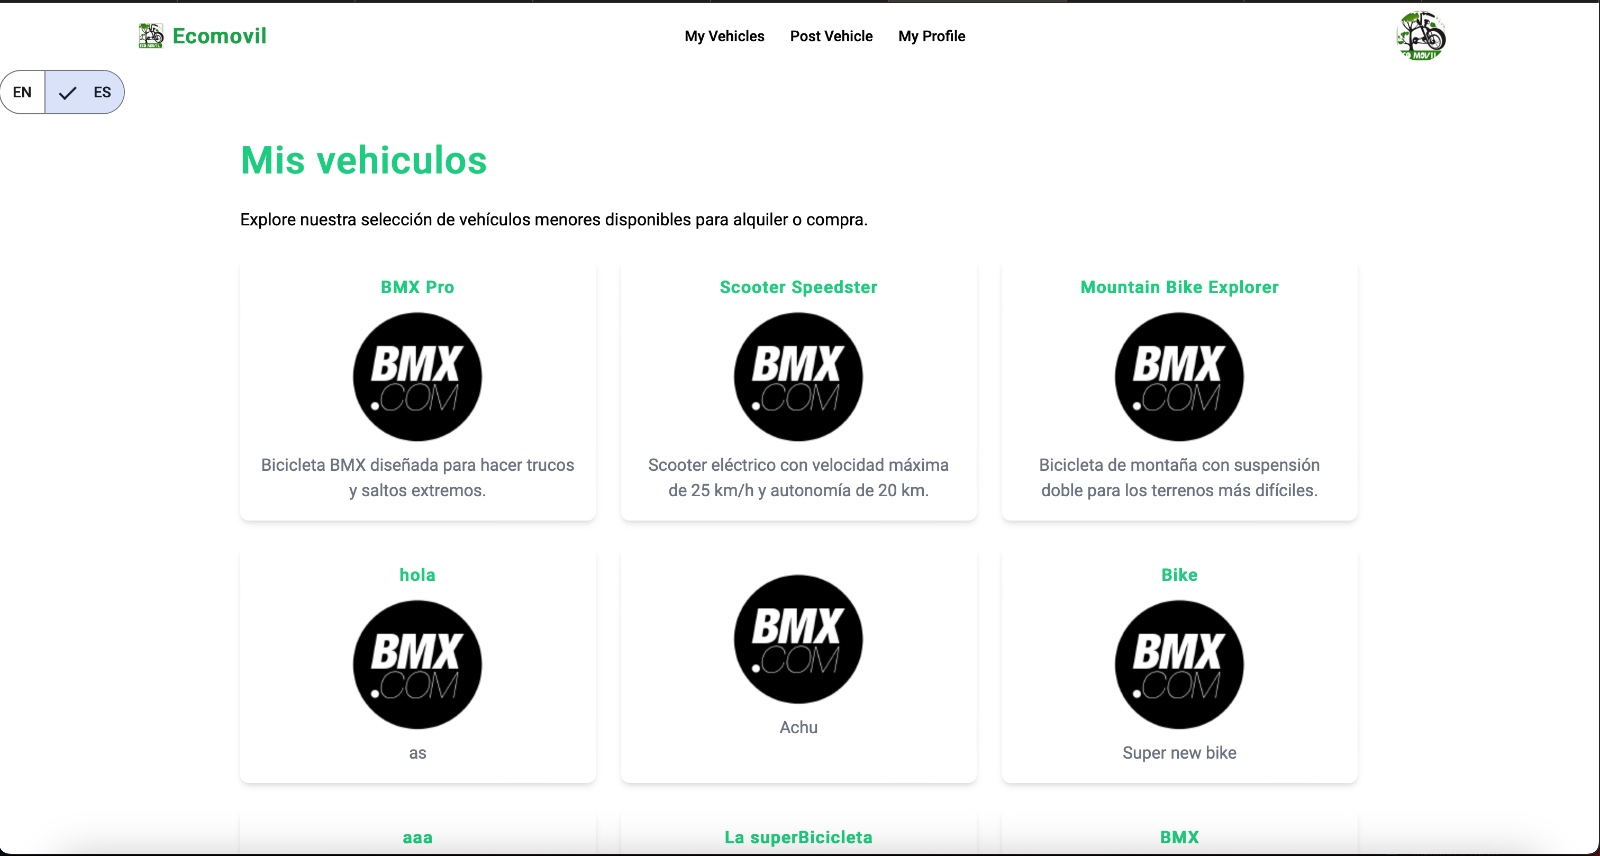 Ecomovil
My Vehicles
Post Vehicle
My Profile
MOVIL
EN
ES
Mis vehiculos
Explore nuestra selección de vehículos menores disponibles para alquiler o compra.
BMX Pro
BMX
.COM
Bicicleta BMX diseñada para hacer trucos
y saltos extremos.
Scooter Speedster
BMX
.COM
Scooter eléctrico con velocidad máxima
de 25 km/h y autonomía de 20 km.
Mountain Bike Explorer
BMX
.COM
Bicicleta de montaña con suspensión
doble para los terrenos más difíciles.
hola
BMX
.COM
as
BMX
.COM
Achu
Bike
BMX
.COM
Super new bike
aaa
La superBicicleta
BMX